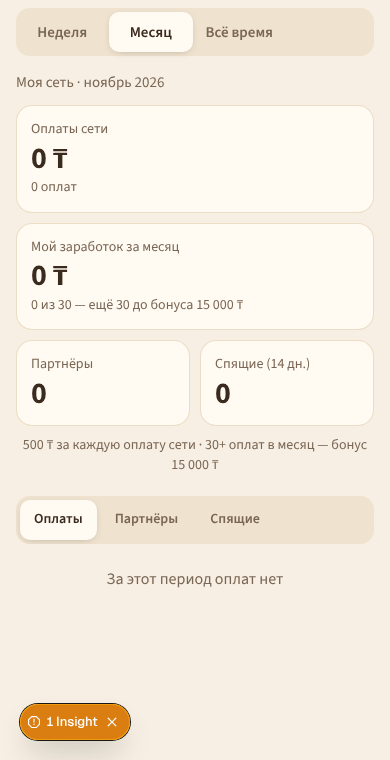 Неделя Месяц Всё время
Моя сеть · ноябрь 2026
Оплаты сети
0 ₸
0 оплат
Мой заработок за месяц
0 ₸
0 из 30 — ещё 30 до бонуса 15 000 ₸
Партнёры
0
Спящие (14 дн.)
0
500 ₸ за каждую оплату сети · 30+ оплат в месяц — бонус
15 000 ₸
Оплаты Партнёры Спящие
За этот период оплат нет
1 Insight